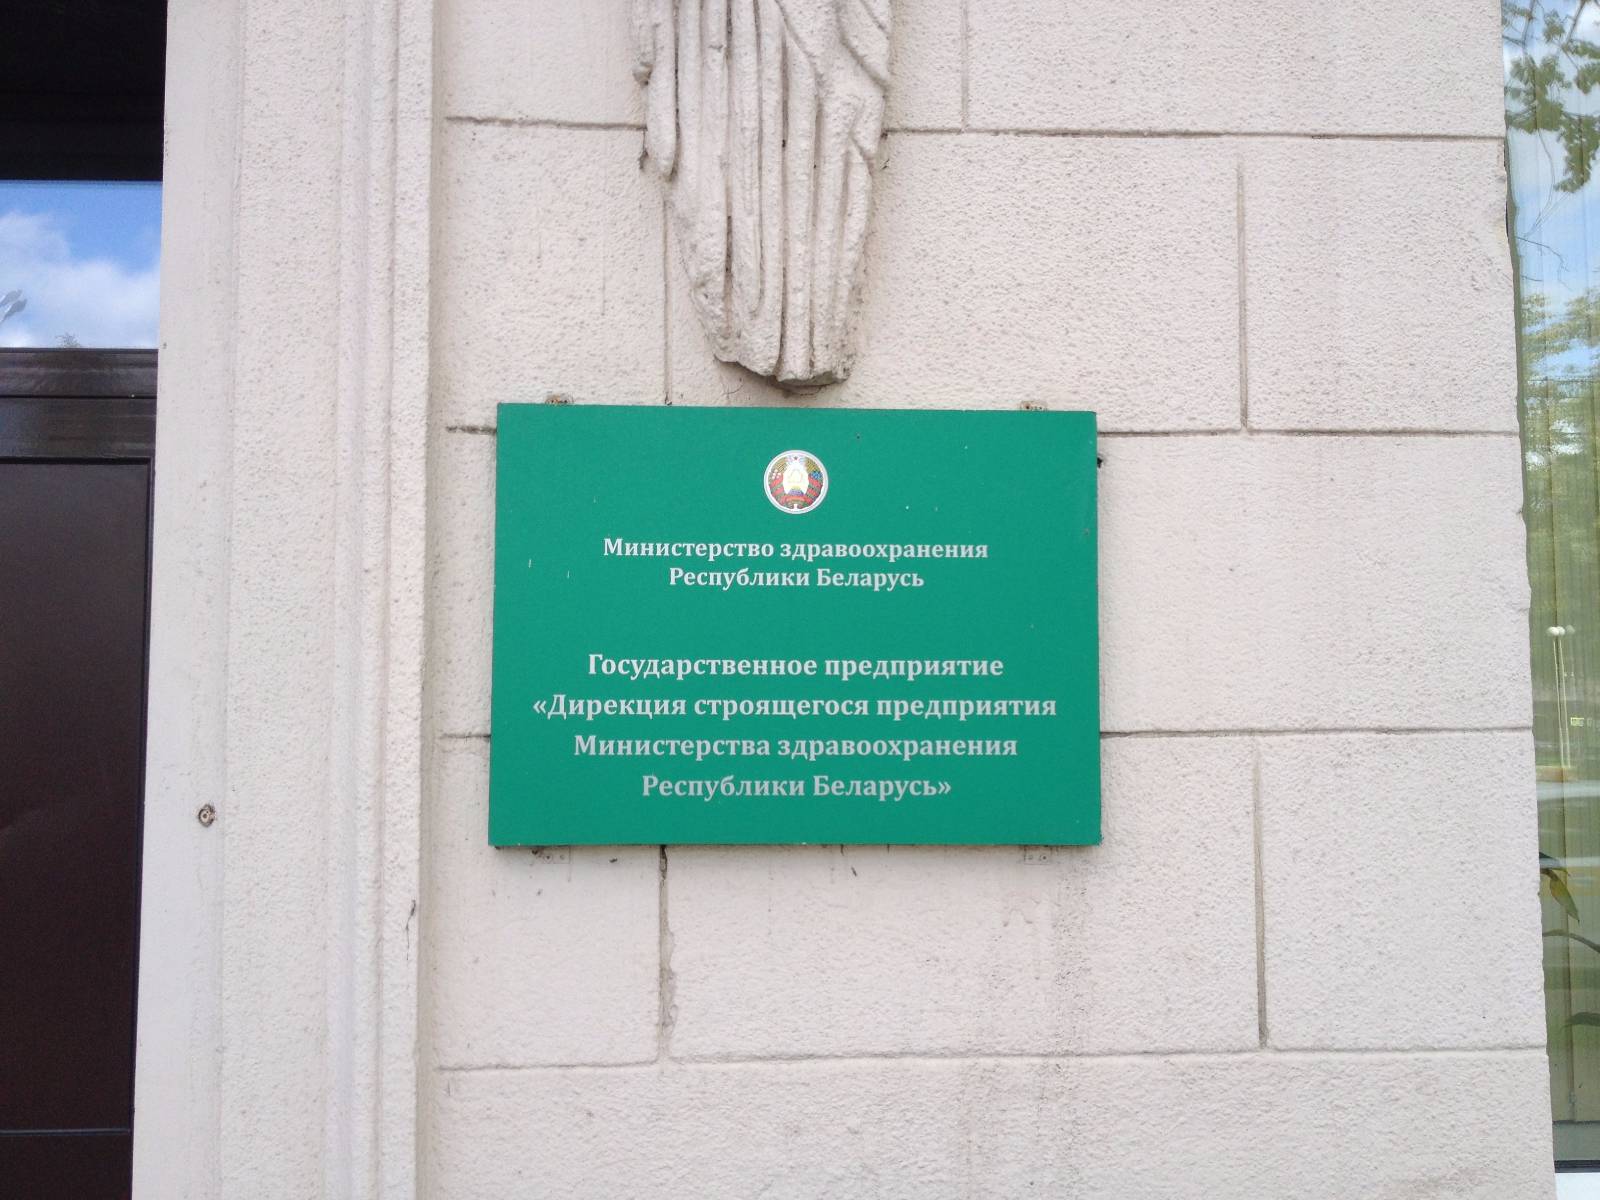 Министерство здравоохранения
Республики Беларусь
Государственное предприятие
«Дирекция строящегося предприятия
Министерства здравоохранения
Республики Беларусь»